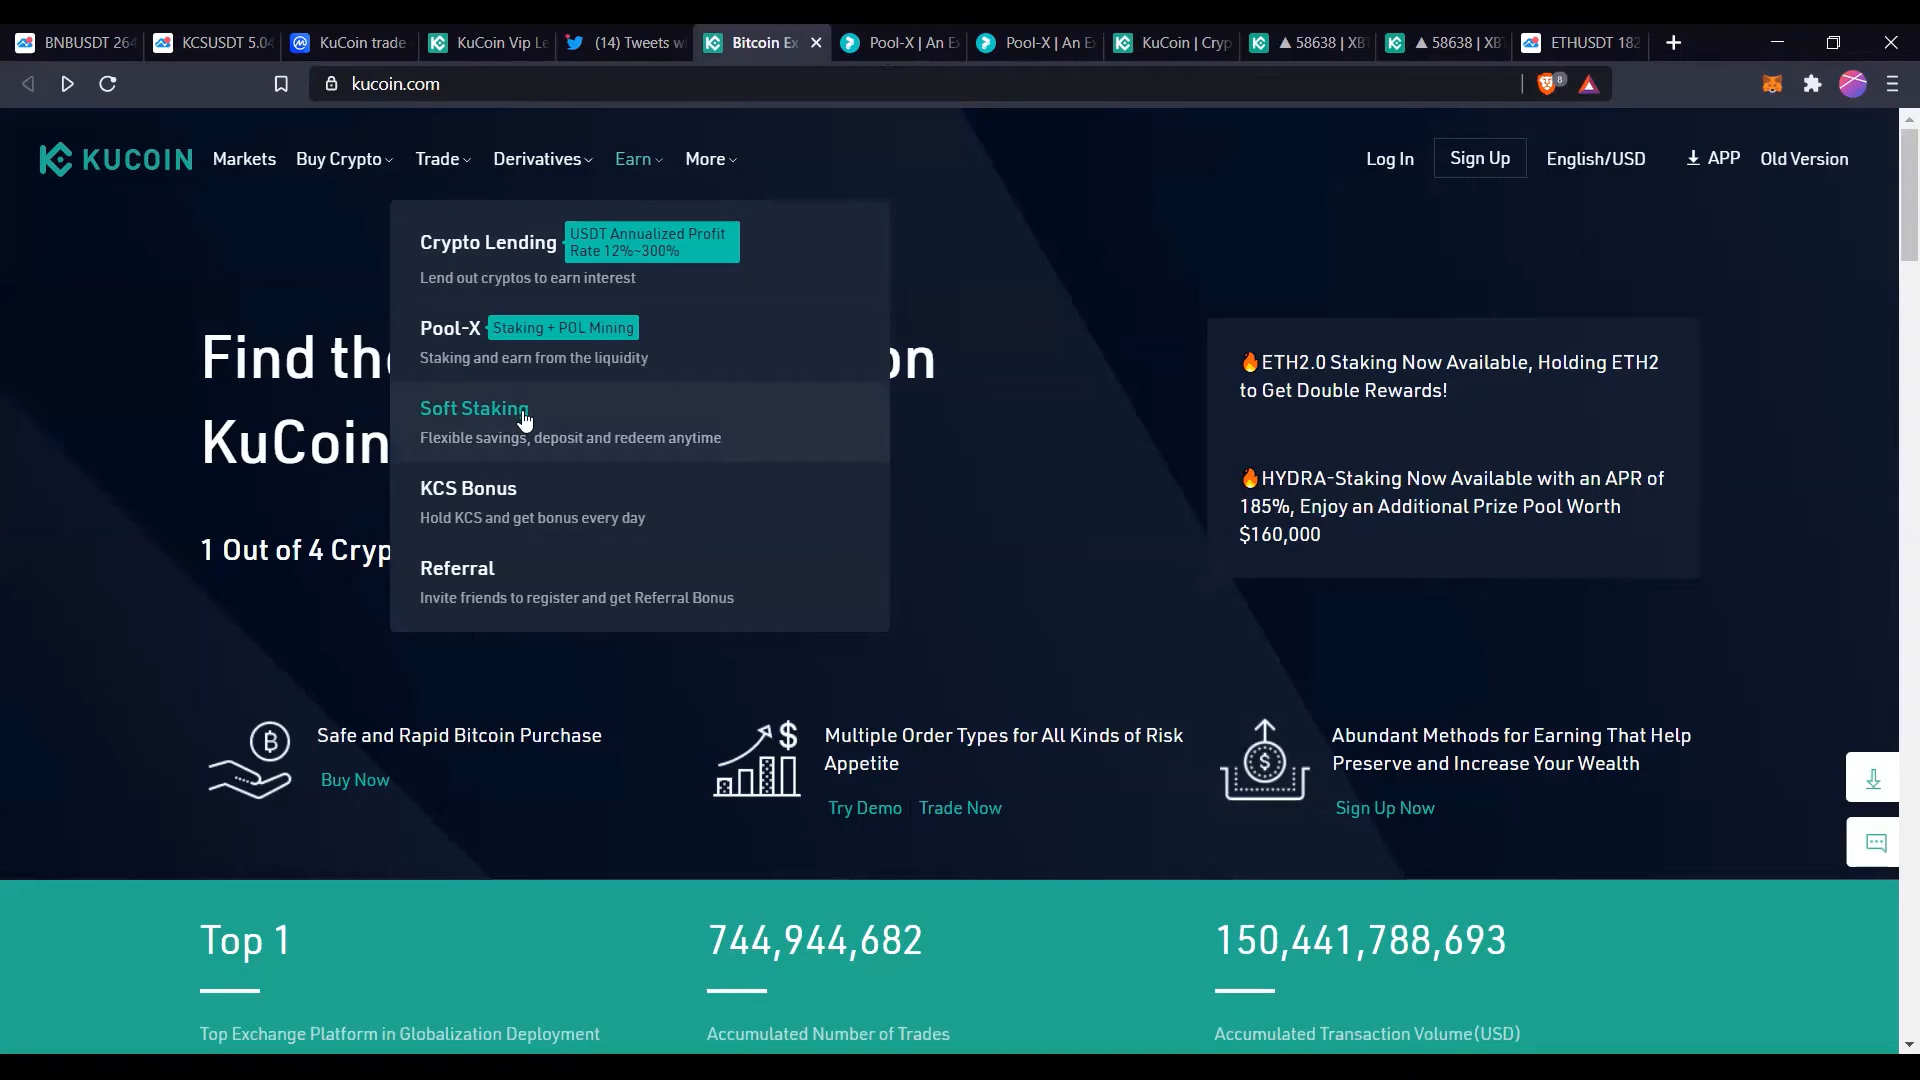 BNBUSDT 264
KCSUSDT 5.04
KuCoin trade
KuCoin Vip Le
(14) Tweets w
Bitcoin Ex
Pool-X | An E
Pool-X | An E
KuCoin | Cryp
▲ 58638 | XB
▲ 58638 | XB
ETHUSDT 182
kucoin.com
8
KUCOIN
Markets
Buy Crypto
Trade
Derivatives
Earn
More
Log In
Sign Up
English/USD
APP
Old Version
Crypto Lending
USDT Annualized Profit
Rate 12%~300%
Lend out cryptos to earn interest
Pool-X
Staking + POL Mining
Staking and earn from the liquidity
Soft Staking
Flexible savings, deposit and redeem anytime
KCS Bonus
Hold KCS and get bonus every day
Referral
Invite friends to register and get Referral Bonus
Find th
on
KuCoin
1 Out of 4 Cryp
🔥ETH2.0 Staking Now Available, Holding ETH2
to Get Double Rewards!
🔥HYDRA-Staking Now Available with an APR of
185%, Enjoy an Additional Prize Pool Worth
$160,000
Safe and Rapid Bitcoin Purchase
Buy Now
Multiple Order Types for All Kinds of Risk
Appetite
Try Demo
Trade Now
Abundant Methods for Earning That Help
Preserve and Increase Your Wealth
Sign Up Now
Top 1
Top Exchange Platform in Globalization Deployment
744,944,682
Accumulated Number of Trades
150,441,788,693
Accumulated Transaction Volume(USD)